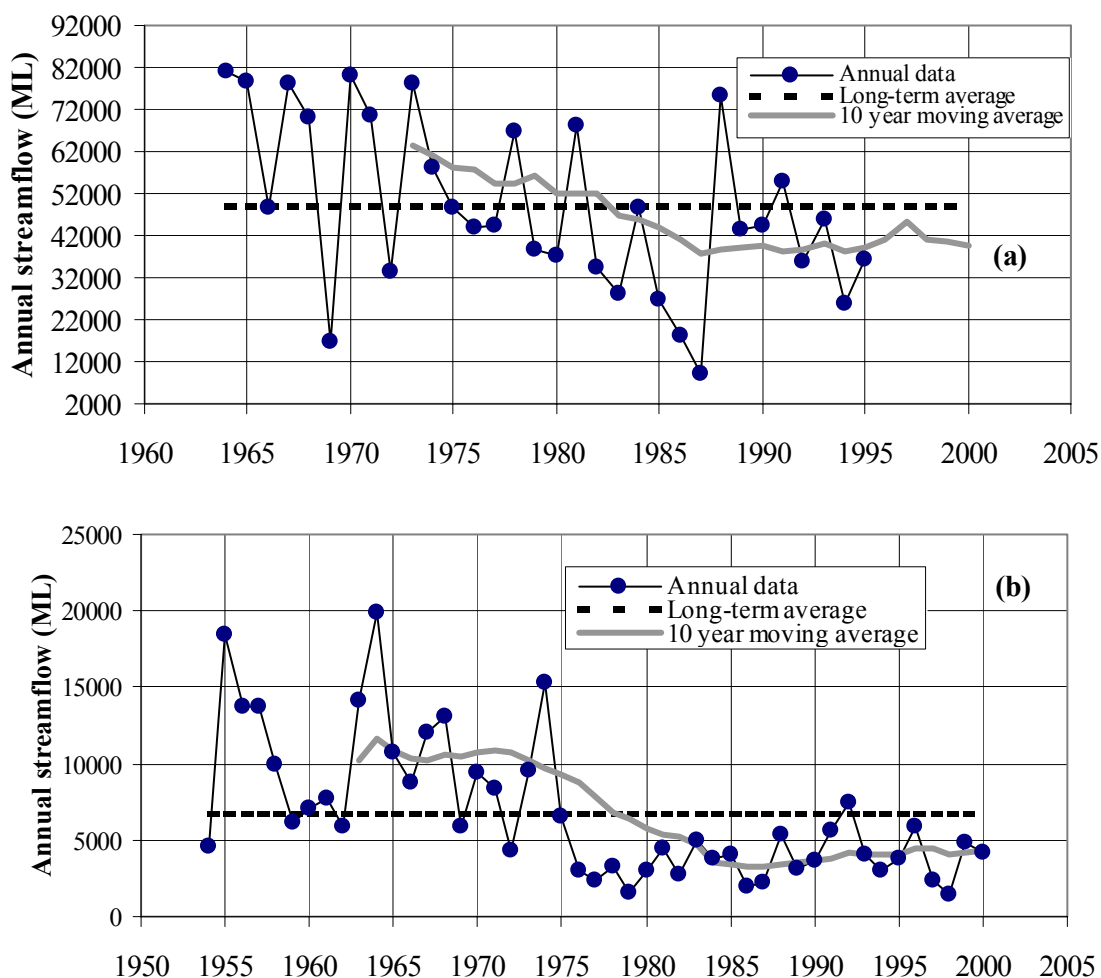 92000
82000
72000
62000
52000
42000
32000
22000
12000
2000
Annual streamflow (ML)
Annual data
Long-term average
10 year moving average
(a)
1960 1965 1970 1975 1980 1985 1990 1995 2000 2005
25000
20000
15000
10000
5000
0
Annual streamflow (ML)
Annual data
Long-term average
10 year moving average
(b)
1950 1955 1960 1965 1970 1975 1980 1985 1990 1995 2000 2005